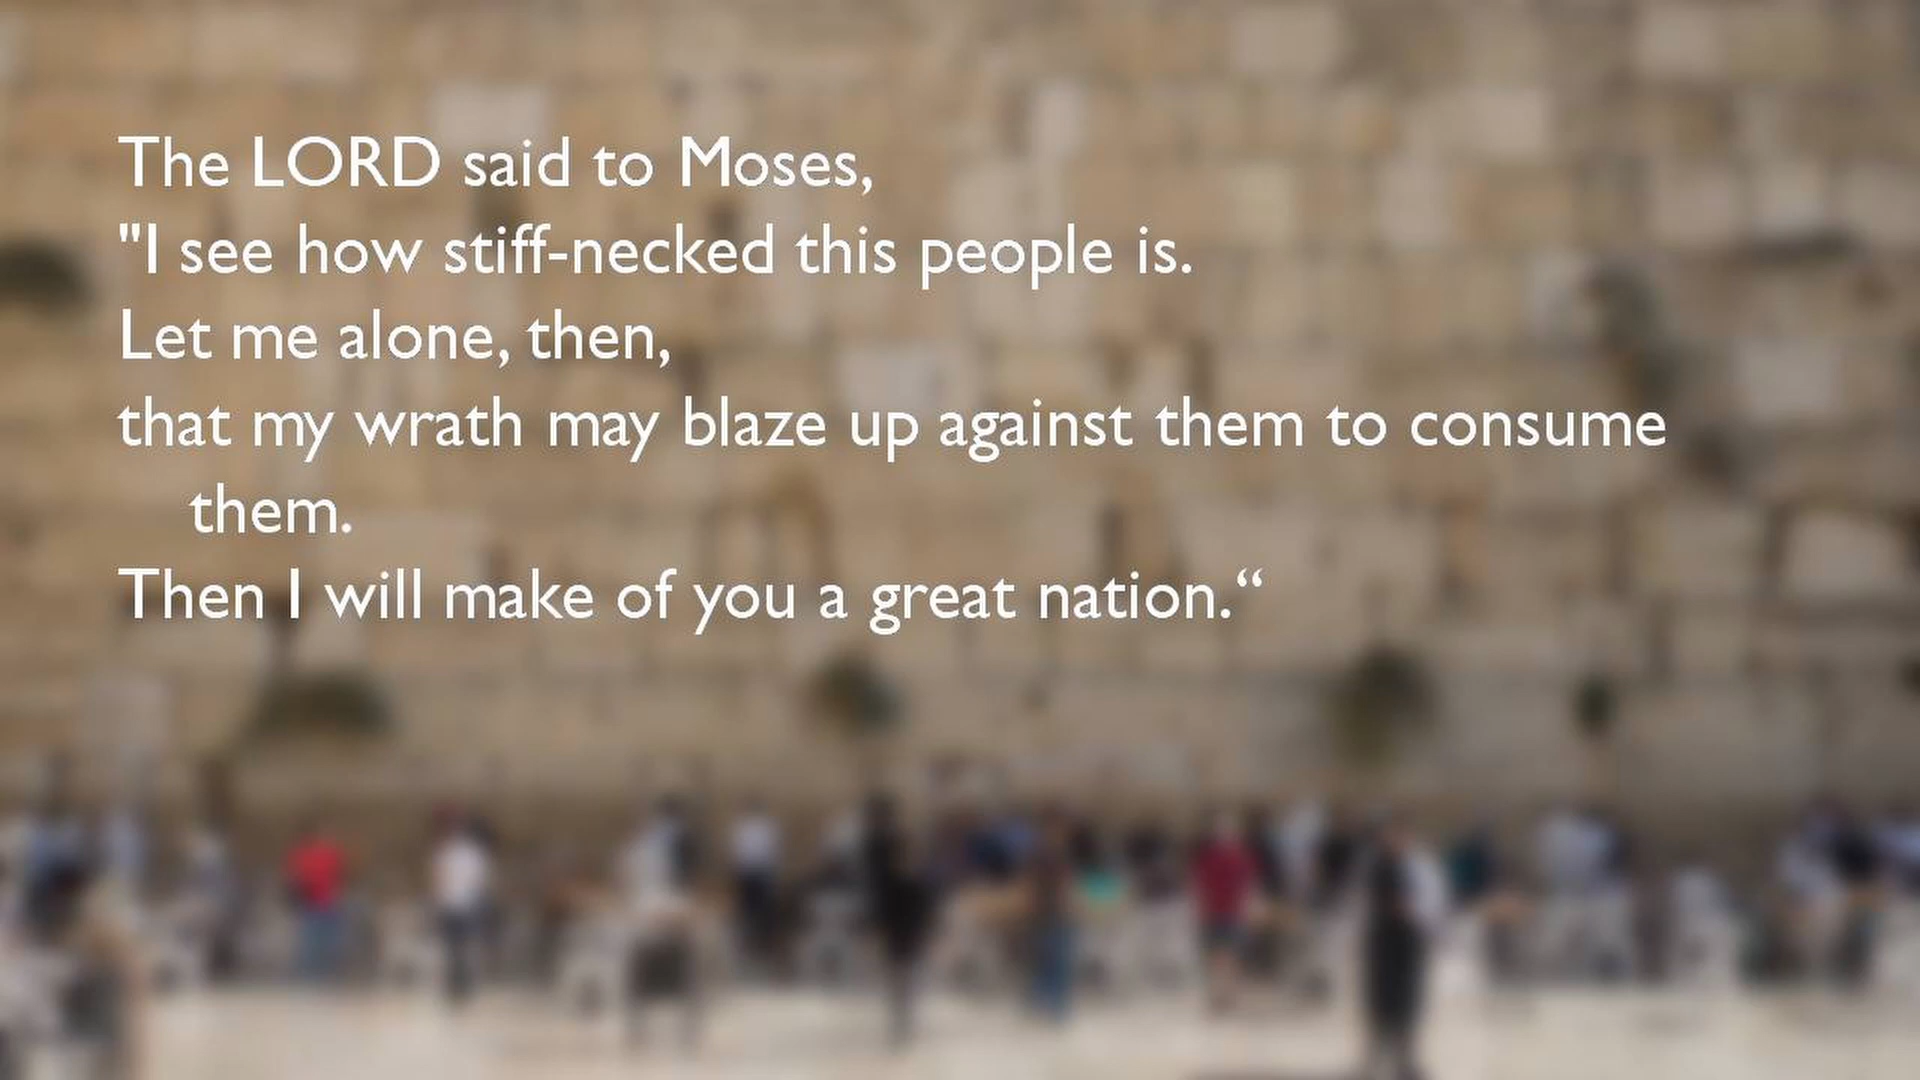 The LORD said to Moses,
"I see how stiff-necked this people is.
Let me alone, then,
that my wrath may blaze up against them to consume
them.
Then I will make of you a great nation.“